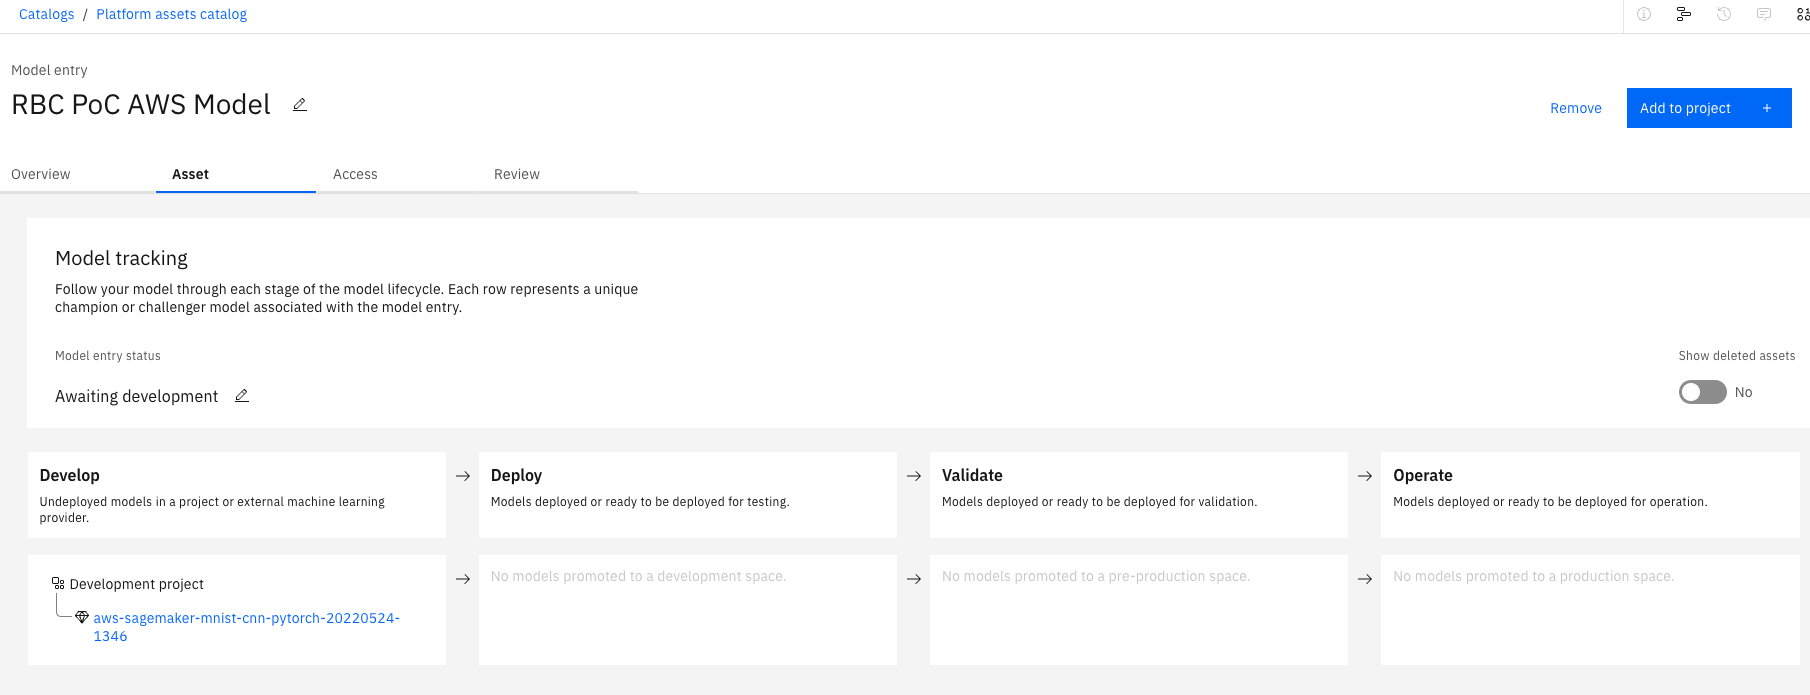 Catalogs / Platform assets catalog
Model entry
RBC PoC AWS Model
Remove
Add to project +
Overview
Asset
Access
Review
Model tracking
Follow your model through each stage of the model lifecycle. Each row represents a unique
champion or challenger model associated with the model entry.
Model entry status
Show deleted assets
Awaiting development
No
Develop
Undeployed models in a project or external machine learning
provider.
Deploy
Models deployed or ready to be deployed for testing.
Validate
Models deployed or ready to be deployed for validation.
Operate
Models deployed or ready to be deployed for operation.
Development project
aws-sagemaker-mnist-cnn-pytorch-20220524-
1346
No models promoted to a development space.
No models promoted to a pre-production space.
No models promoted to a production space.